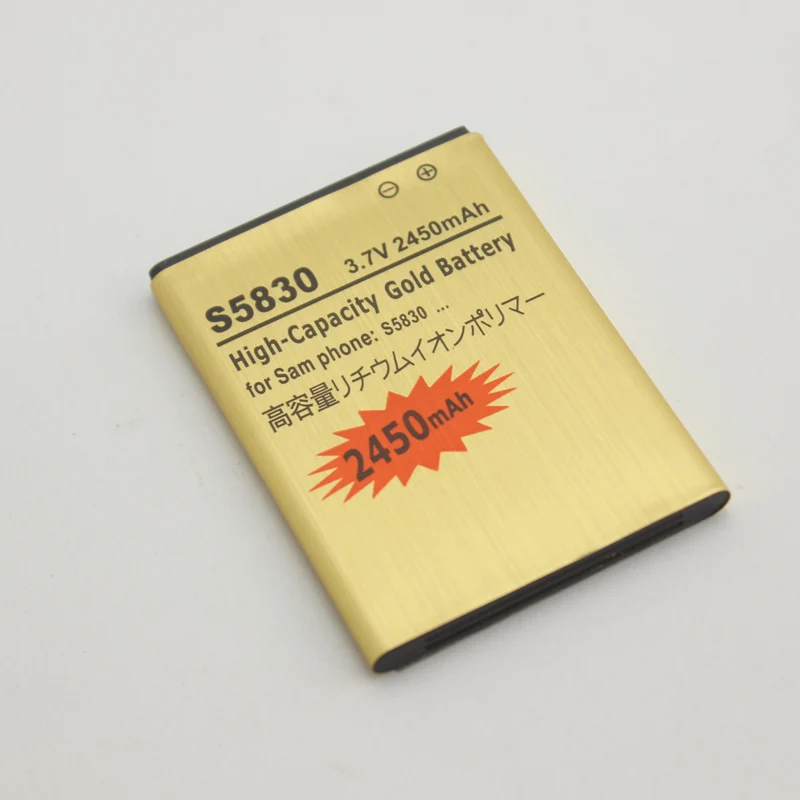 ⊖ ⊕
S5830 3.7V 2450mAh
High-Capacity Gold Battery
for Sam phone: S5830 ...
高容量リチウムイオンポリマー
2450mAh